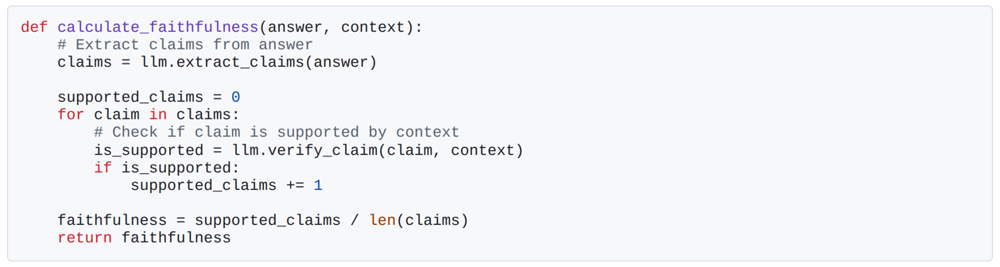 def calculate_faithfulness(answer, context):
    # Extract claims from answer
    claims = llm.extract_claims(answer)

    supported_claims = 0
    for claim in claims:
        # Check if claim is supported by context
        is_supported = llm.verify_claim(claim, context)
        if is_supported:
            supported_claims += 1

    faithfulness = supported_claims / len(claims)
    return faithfulness